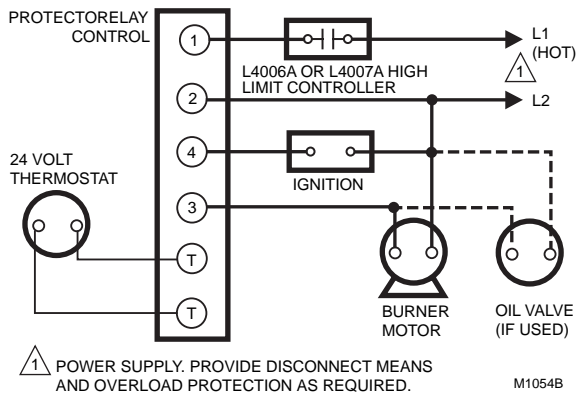 PROTECTORELAY
CONTROL
1
L1
(HOT)
1
L4006A OR L4007A HIGH
LIMIT CONTROLLER
2
L2
4
IGNITION
24 VOLT
THERMOSTAT
3
T
T
BURNER
MOTOR
OIL VALVE
(IF USED)
1 POWER SUPPLY. PROVIDE DISCONNECT MEANS
AND OVERLOAD PROTECTION AS REQUIRED.
M1054B